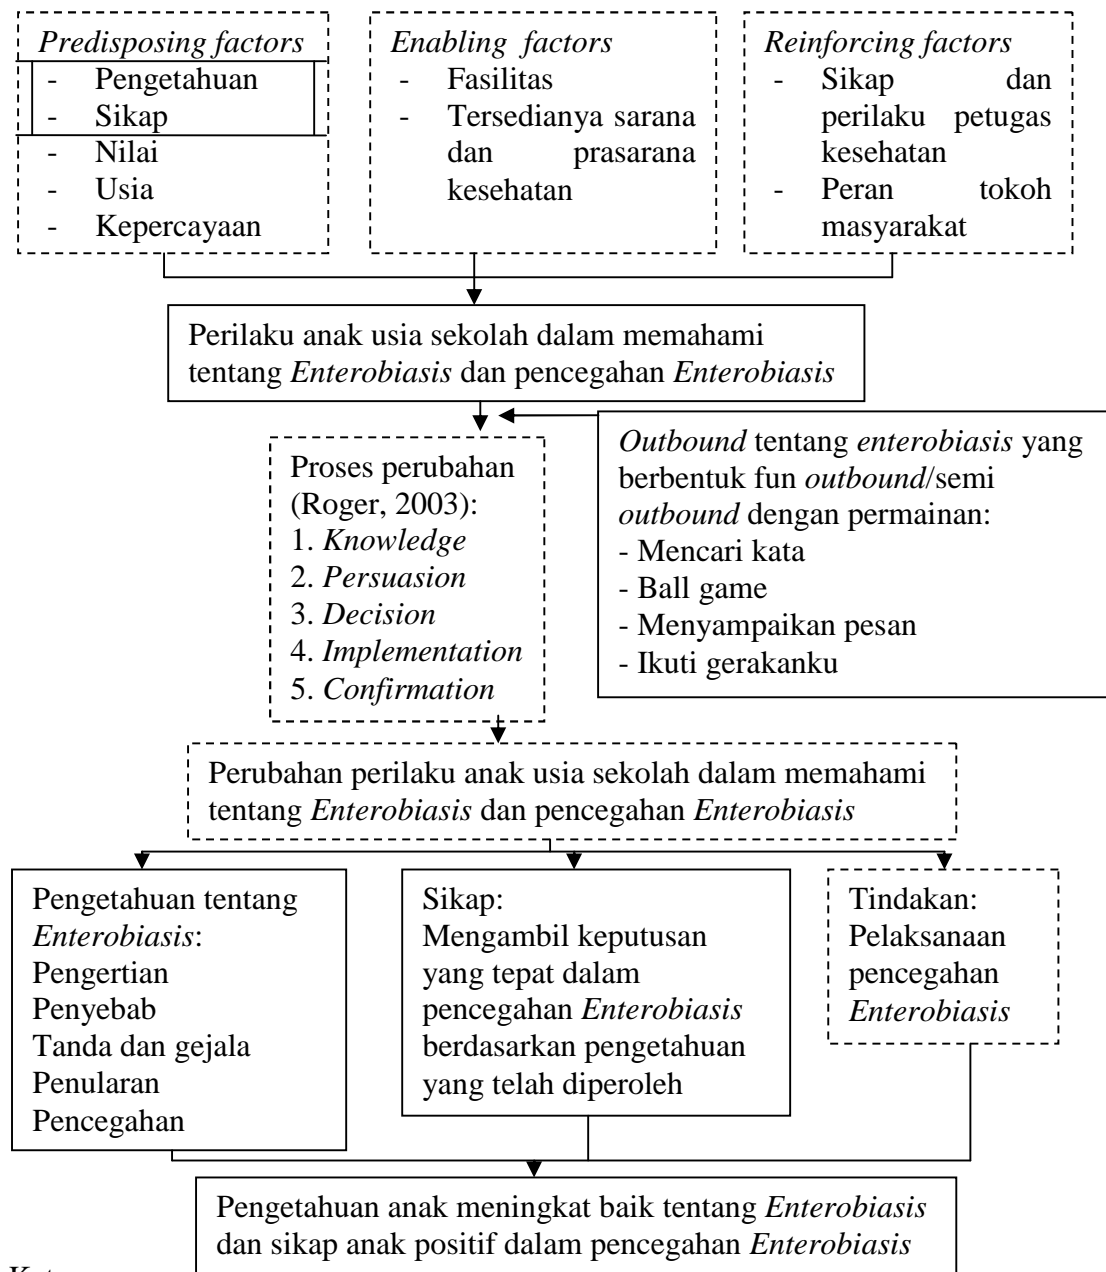 Predisposing factors
- Pengetahuan
- Sikap
- Nilai
- Usia
- Kepercayaan
Enabling factors
- Fasilitas
- Tersedianya sarana
dan prasarana
kesehatan
Reinforcing factors
- Sikap dan
perilaku petugas
kesehatan
- Peran tokoh
masyarakat
Perilaku anak usia sekolah dalam memahami
tentang Enterobiasis dan pencegahan Enterobiasis
Outbound tentang enterobiasis yang
berbentuk fun outbound/semi
outbound dengan permainan:
- Mencari kata
- Ball game
- Menyampaikan pesan
- Ikuti gerakanku
Proses perubahan
(Roger, 2003):
1. Knowledge
2. Persuasion
3. Decision
4. Implementation
5. Confirmation
Perubahan perilaku anak usia sekolah dalam memahami
tentang Enterobiasis dan pencegahan Enterobiasis
Pengetahuan tentang
Enterobiasis:
Pengertian
Penyebab
Tanda dan gejala
Penularan
Pencegahan
Sikap:
Mengambil keputusan
yang tepat dalam
pencegahan Enterobiasis
berdasarkan pengetahuan
yang telah diperoleh
Tindakan:
Pelaksanaan
pencegahan
Enterobiasis
Pengetahuan anak meningkat baik tentang Enterobiasis
dan sikap anak positif dalam pencegahan Enterobiasis